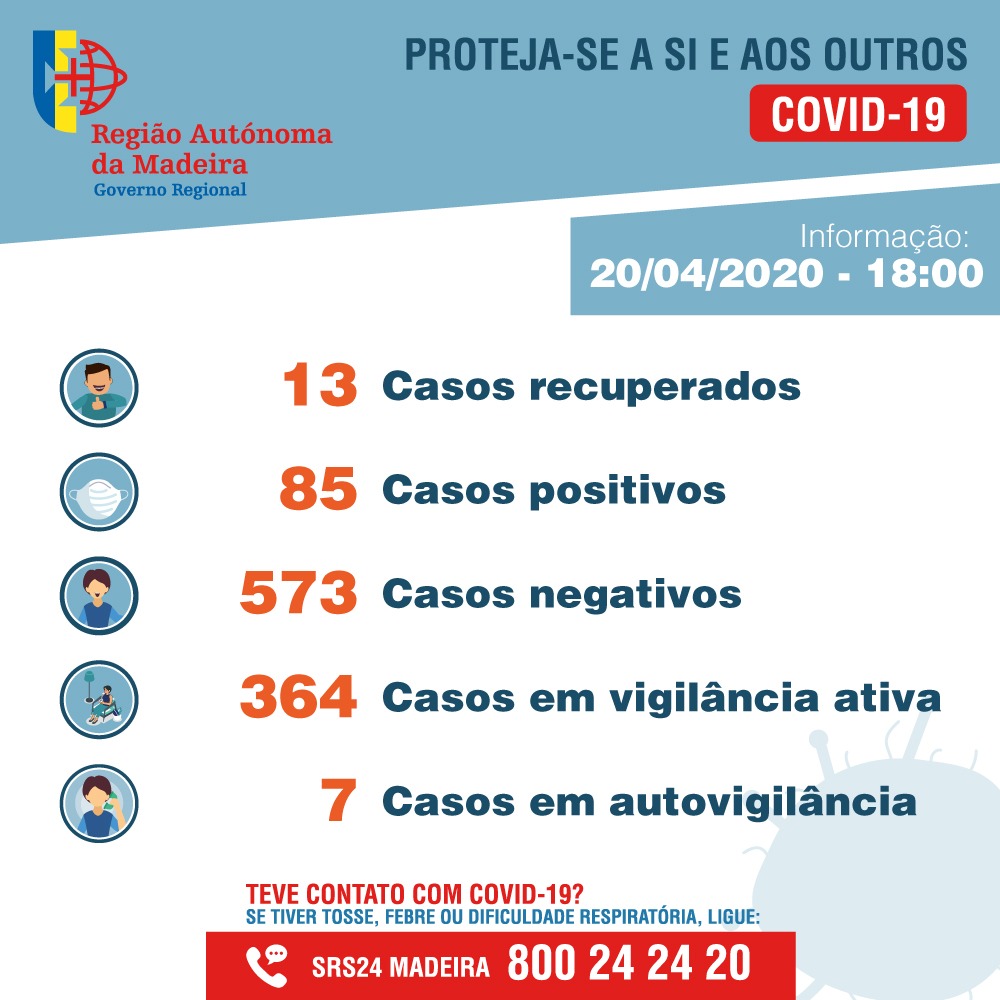 PROTEJA-SE A SI E AOS OUTROS
COVID-19
Região Autónoma
da Madeira
Governo Regional
Informação:
20/04/2020 - 18:00
13 Casos recuperados
85 Casos positivos
573 Casos negativos
364 Casos em vigilância ativa
7 Casos em autovigilância
TEVE CONTATO COM COVID-19?
SE TIVER TOSSE, FEBRE OU DIFICULDADE RESPIRATÓRIA, LIGUE:
SRS24 MADEIRA 800 24 24 20